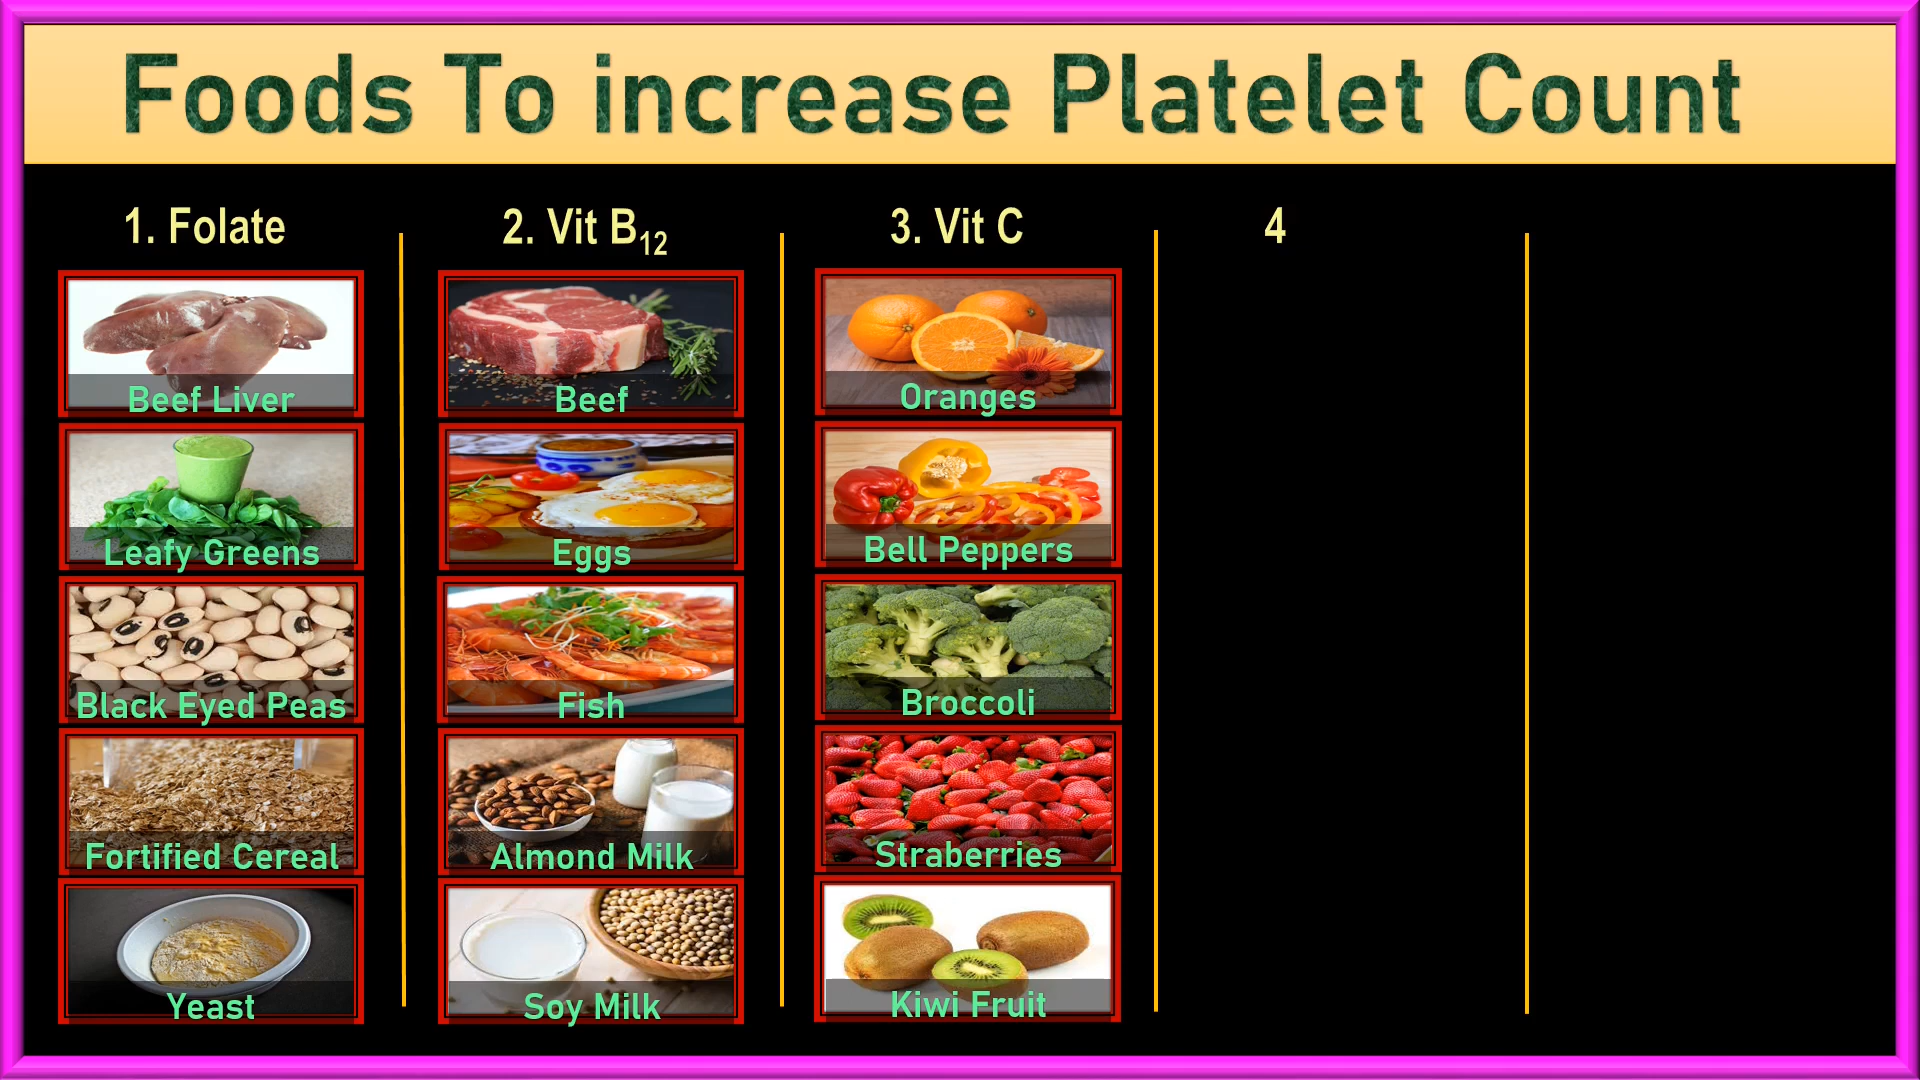 Foods To increase Platelet Count
1. Folate
Beef Liver
Leafy Greens
Black Eyed Peas
Fortified Cereal
Yeast
2. Vit B12
Beef
Eggs
Fish
Almond Milk
Soy Milk
3. Vit C
Oranges
Bell Peppers
Broccoli
Straberries
Kiwi Fruit
4